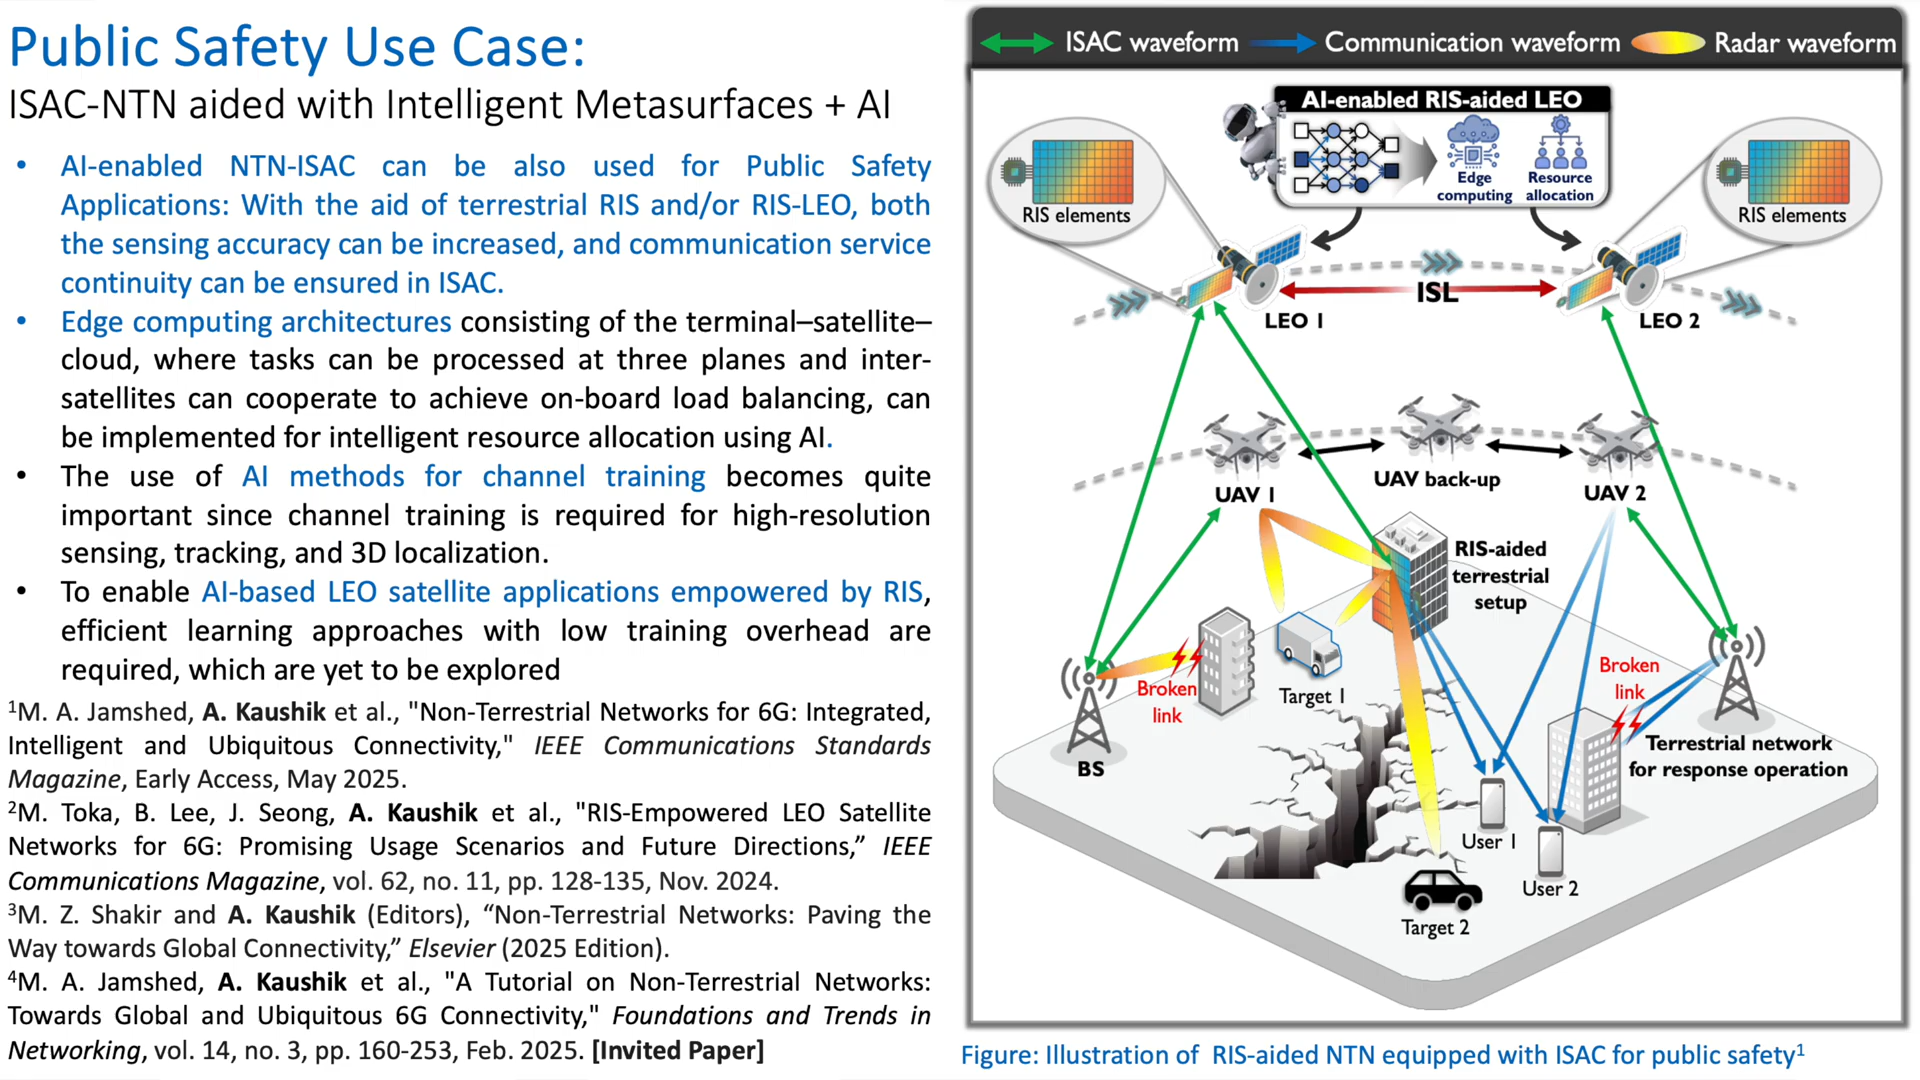 Public Safety Use Case:
ISAC-NTN aided with Intelligent Metasurfaces + AI
• AI-enabled NTN-ISAC can be also used for Public Safety
Applications: With the aid of terrestrial RIS and/or RIS-LEO, both
the sensing accuracy can be increased, and communication service
continuity can be ensured in ISAC.
• Edge computing architectures consisting of the terminal–satellite–
cloud, where tasks can be processed at three planes and inter-
satellites can cooperate to achieve on-board load balancing, can
be implemented for intelligent resource allocation using AI.
• The use of AI methods for channel training becomes quite
important since channel training is required for high-resolution
sensing, tracking, and 3D localization.
• To enable AI-based LEO satellite applications empowered by RIS,
efficient learning approaches with low training overhead are
required, which are yet to be explored
¹M. A. Jamshed, A. Kaushik et al., "Non-Terrestrial Networks for 6G: Integrated,
Intelligent and Ubiquitous Connectivity," IEEE Communications Standards
Magazine, Early Access, May 2025.
²M. Toka, B. Lee, J. Seong, A. Kaushik et al., "RIS-Empowered LEO Satellite
Networks for 6G: Promising Usage Scenarios and Future Directions,” IEEE
Communications Magazine, vol. 62, no. 11, pp. 128-135, Nov. 2024.
³M. Z. Shakir and A. Kaushik (Editors), “Non-Terrestrial Networks: Paving the
Way towards Global Connectivity,” Elsevier (2025 Edition).
⁴M. A. Jamshed, A. Kaushik et al., "A Tutorial on Non-Terrestrial Networks:
Towards Global and Ubiquitous 6G Connectivity," Foundations and Trends in
Networking, vol. 14, no. 3, pp. 160-253, Feb. 2025. [Invited Paper]
ISAC waveform
Communication waveform
Radar waveform
AI-enabled RIS-aided LEO
Edge
computing
Resource
allocation
RIS elements
RIS elements
ISL
LEO 1
LEO 2
UAV 1
UAV back-up
UAV 2
RIS-aided
terrestrial
setup
Broken
link
Target 1
Broken
link
BS
Terrestrial network
for response operation
User 1
User 2
Target 2
Figure: Illustration of RIS-aided NTN equipped with ISAC for public safety¹